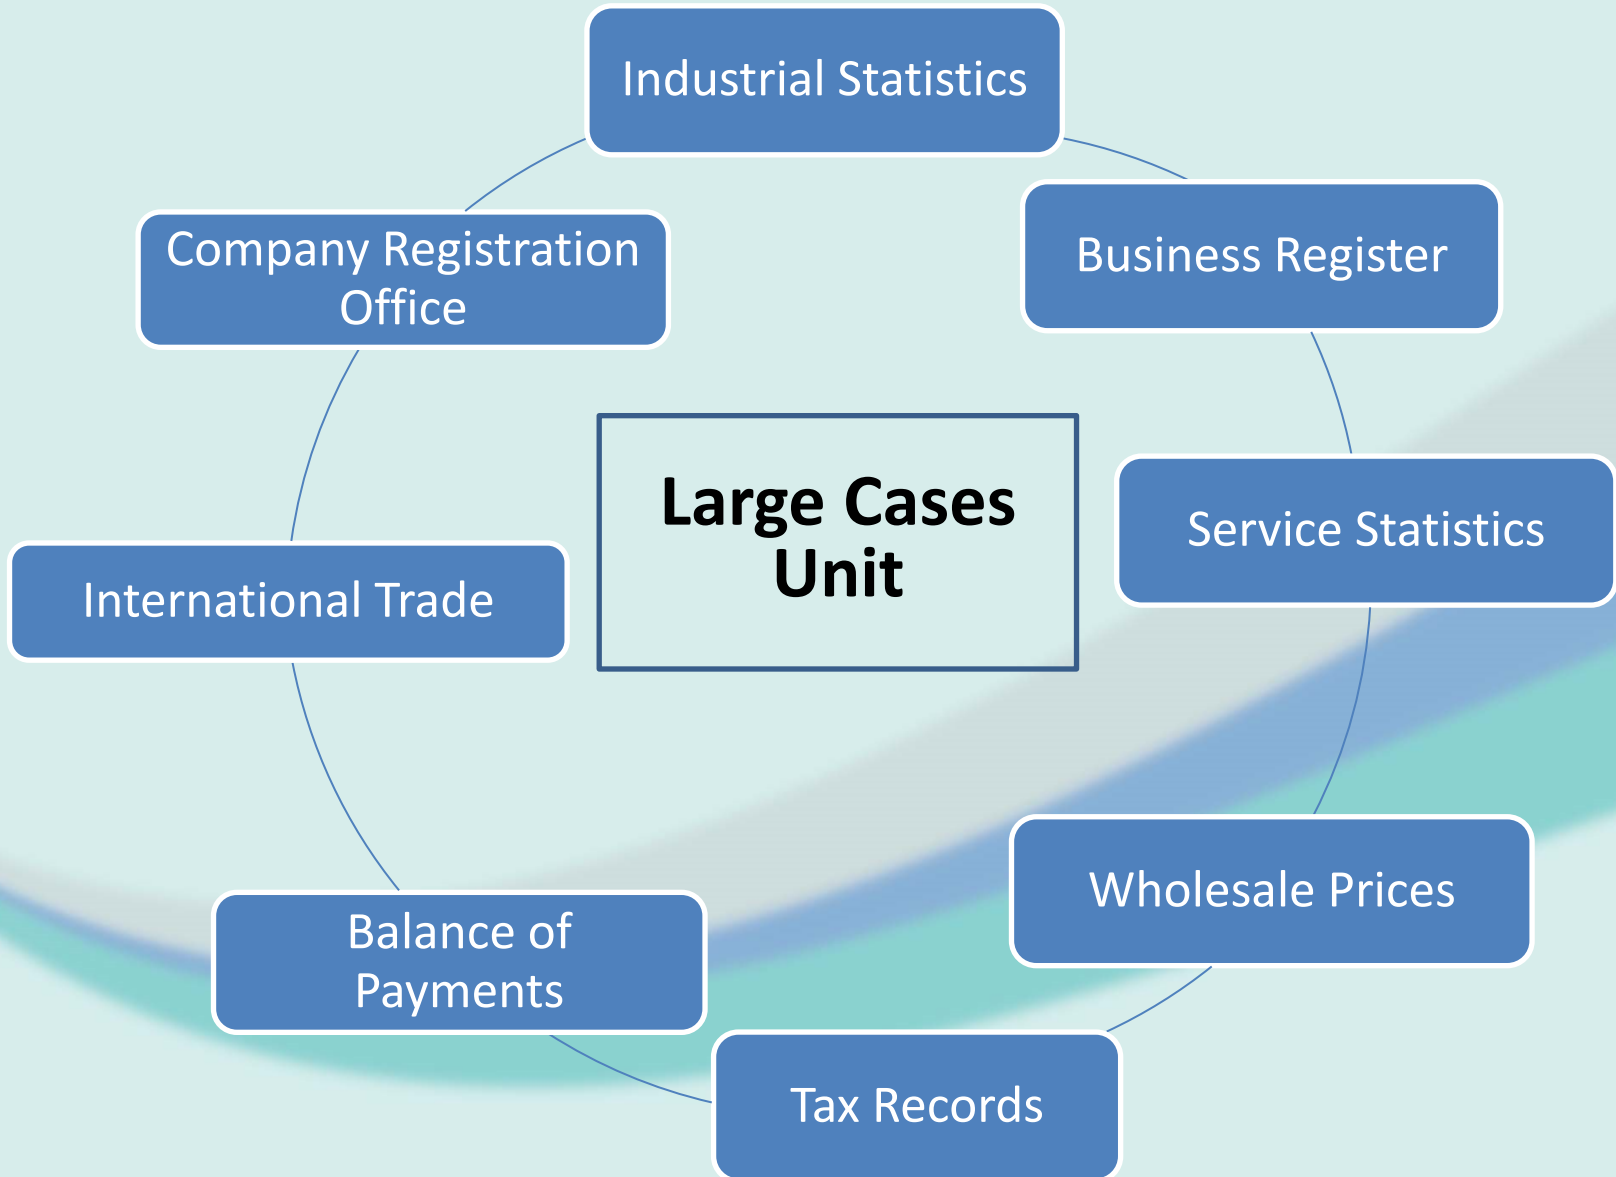 Industrial Statistics
Company Registration
Office
Business Register
Large Cases
Unit
Service Statistics
International Trade
Wholesale Prices
Balance of
Payments
Tax Records